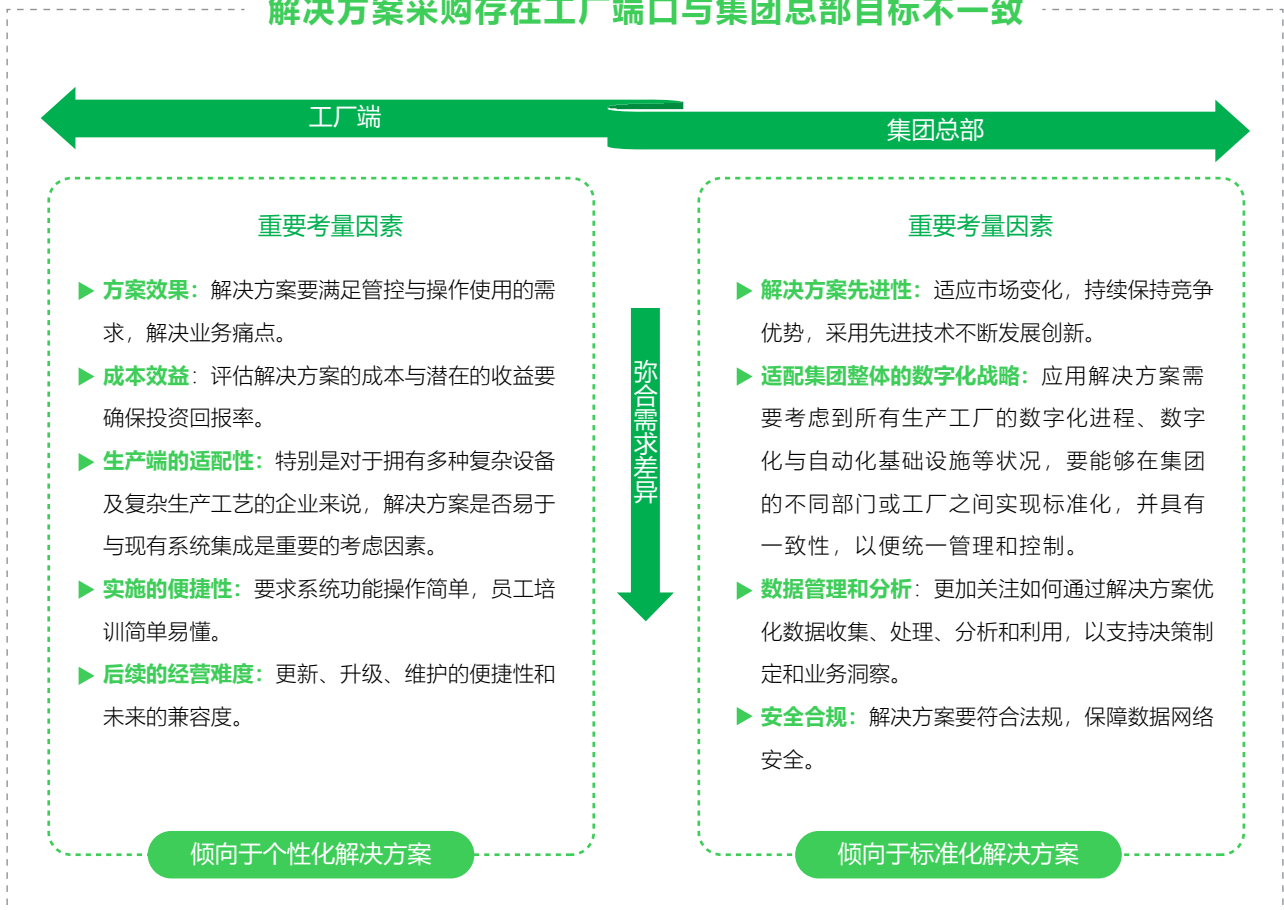 解决方案采购存在工厂端口与集团总部目标不一致
工厂端
集团总部
重要考量因素
方案效果：解决方案要满足管控与操作使用的需
求，解决业务痛点。
成本效益：评估解决方案的成本与潜在的收益要
确保投资回报率。
生产端的适配性：特别是对于拥有多种复杂设备
及复杂生产工艺的企业来说，解决方案是否易于
与现有系统集成是重要的考虑因素。
实施的便捷性：要求系统功能操作简单，员工培
训简单易懂。
后续的经营难度：更新、升级、维护的便捷性和
未来的兼容度。
倾向于个性化解决方案
弥合需求差异
重要考量因素
解决方案先进性：适应市场变化，持续保持竞争
优势，采用先进技术不断发展创新。
适配集团整体的数字化战略：应用解决方案需
要考虑到所有生产工厂的数字化进程、数字
化与自动化基础设施等状况，要能够在集团
的不同部门或工厂之间实现标准化，并具有
一致性，以便统一管理和控制。
数据管理和分析：更加关注如何通过解决方案优
化数据收集、处理、分析和利用，以支持决策制
定和业务洞察。
安全合规：解决方案要符合法规，保障数据网络
安全。
倾向于标准化解决方案